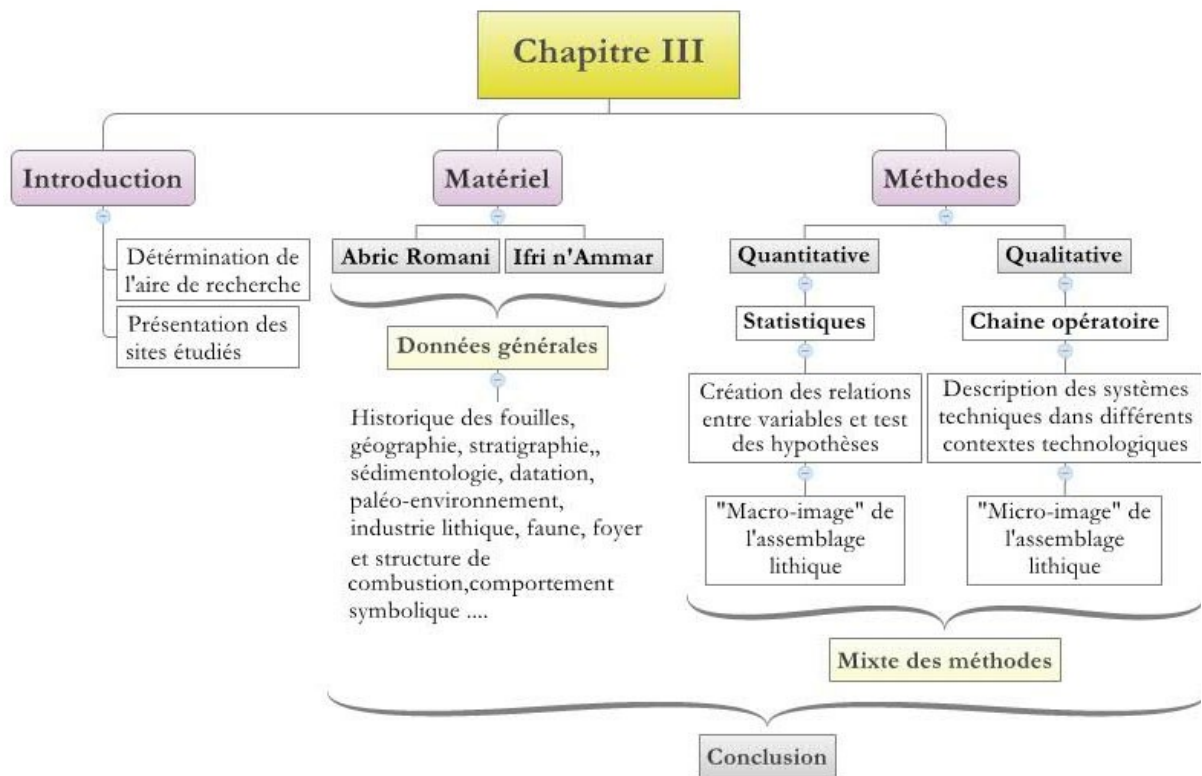 Chapitre III
Introduction
Détérmination de
l'aire de recherche
Présentation des
sites étudiés
Matériel
Abric Romani
Ifri n'Ammar
Données générales
Historique des fouilles,
géographie, stratigraphie,,
sédimentologie, datation,
paléo-environnement,
industrie lithique, faune, foyer
et structure de
combustion,comportement
symbolique ....
Méthodes
Quantitative
Statistiques
Création des relations
entre variables et test
des hypothèses
"Macro-image" de
l'assemblage
lithique
Qualitative
Chaine opératoire
Description des systèmes
techniques dans différents
contextes technologiques
"Micro-image" de
l'assemblage
lithique
Mixte des méthodes
Conclusion